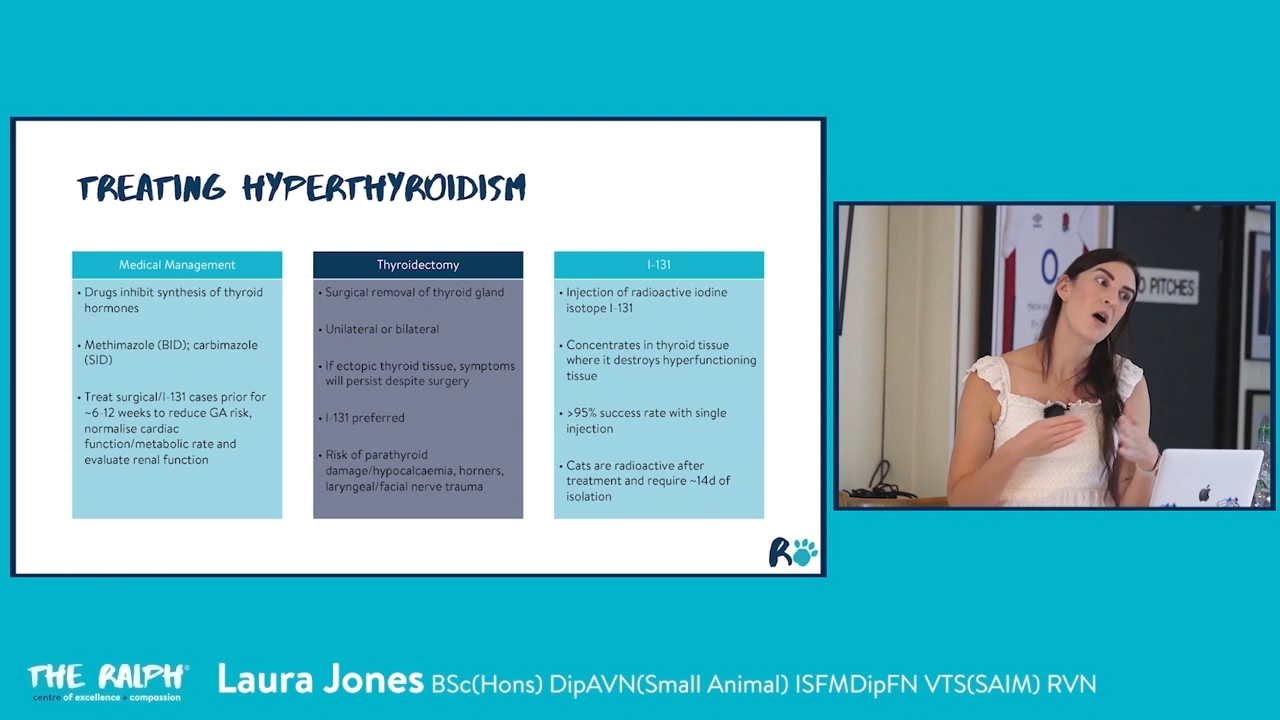 TREATING HYPERTHYROIDISM
Medical Management
• Drugs inhibit synthesis of thyroid
hormones
• Methimazole (BID); carbimazole
(SID)
• Treat surgical/I-131 cases prior for
~6-12 weeks to reduce GA risk,
normalise cardiac
function/metabolic rate and
evaluate renal function
Thyroidectomy
• Surgical removal of thyroid gland
• Unilateral or bilateral
• If ectopic thyroid tissue, symptoms
will persist despite surgery
• I-131 preferred
• Risk of parathyroid
damage/hypocalcaemia, horners,
laryngeal/facial nerve trauma
I-131
• Injection of radioactive iodine
isotope I-131
• Concentrates in thyroid tissue
where it destroys hyperfunctioning
tissue
• >95% success rate with single
injection
• Cats are radioactive after
treatment and require ~14d of
isolation
R
O
PITCHES
THE RALPH®
centre of excellence + compassion
Laura Jones BSc(Hons) DipAVN(Small Animal) ISFMDipFN VTS(SAIM) RVN